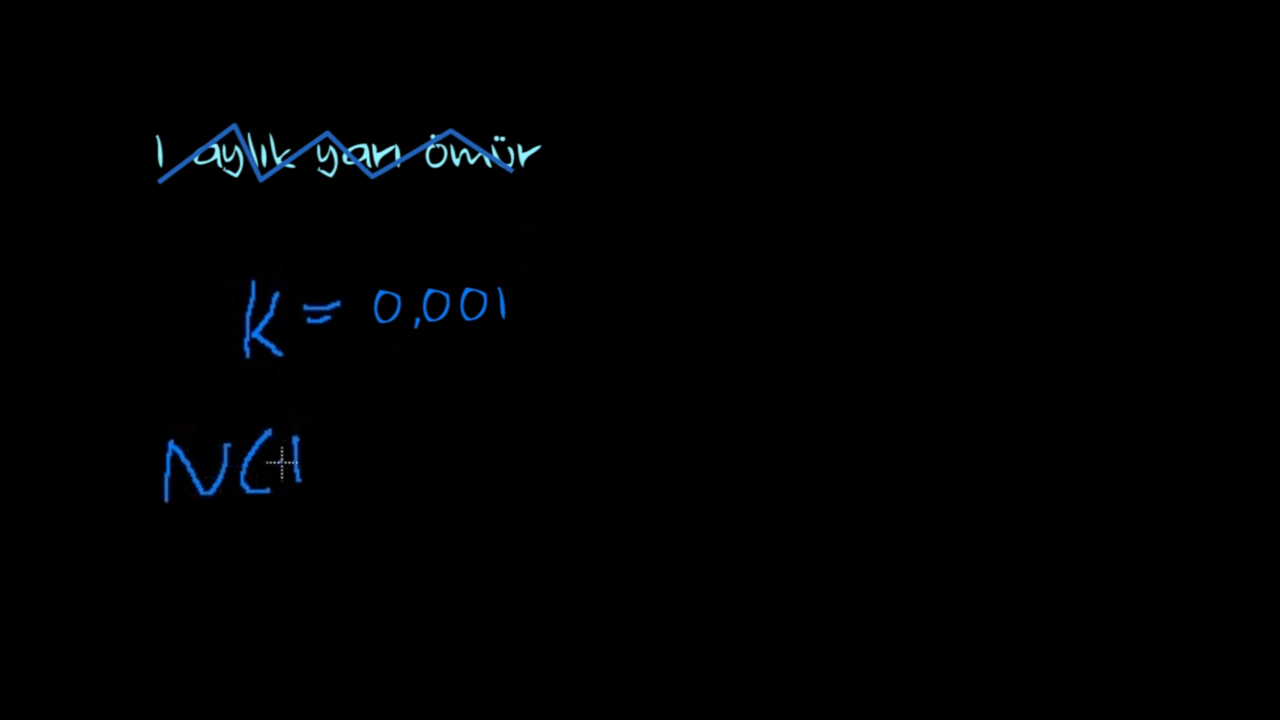 1 aylık yarı ömür
K = 0,001
N(t